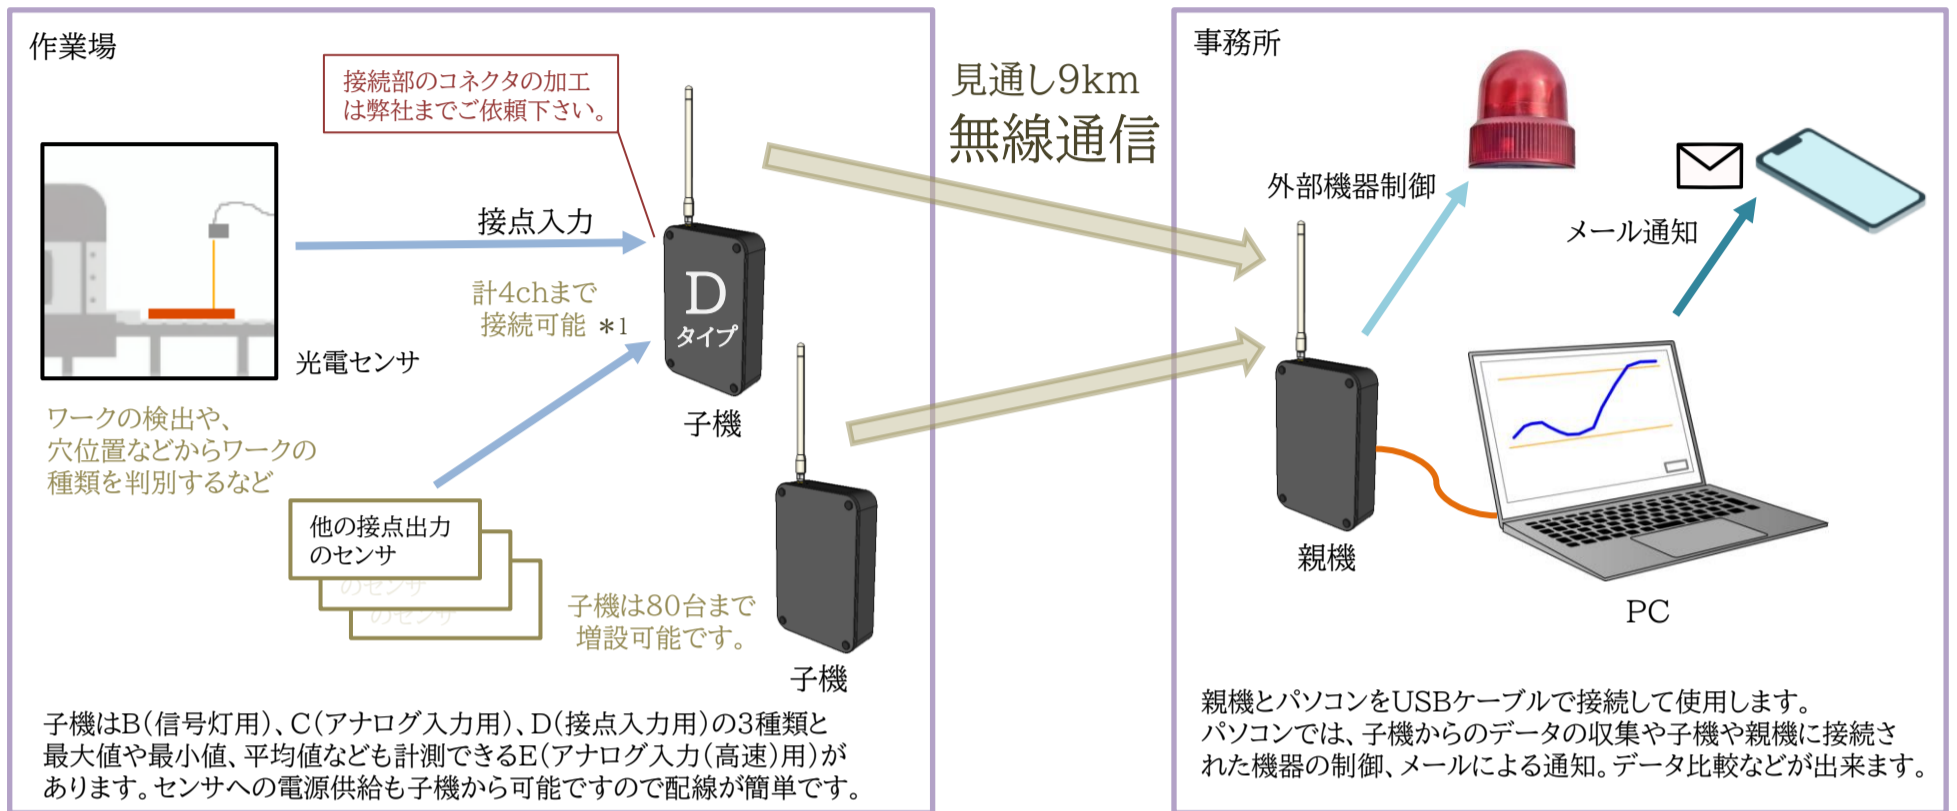 作業場
接続部のコネクタの加工
は弊社までご依頼下さい。
接点入力
計4chまで
接続可能 *1
D
タイプ
子機
光電センサ
ワークの検出や、
穴位置などからワークの
種類を判別するなど
他の接点出力
のセンサ
のセンサ
のセンサ
子機は80台まで
増設可能です。
子機
子機はB(信号灯用)、C(アナログ入力用)、D(接点入力用)の3種類と
最大値や最小値、平均値なども計測できるE(アナログ入力(高速)用)が
あります。センサへの電源供給も子機から可能ですので配線が簡単です。
見通し9km
無線通信
事務所
外部機器制御
メール通知
親機
PC
親機とパソコンをUSBケーブルで接続して使用します。
パソコンでは、子機からのデータの収集や子機や親機に接続さ
れた機器の制御、メールによる通知。データ比較などが出来ます。